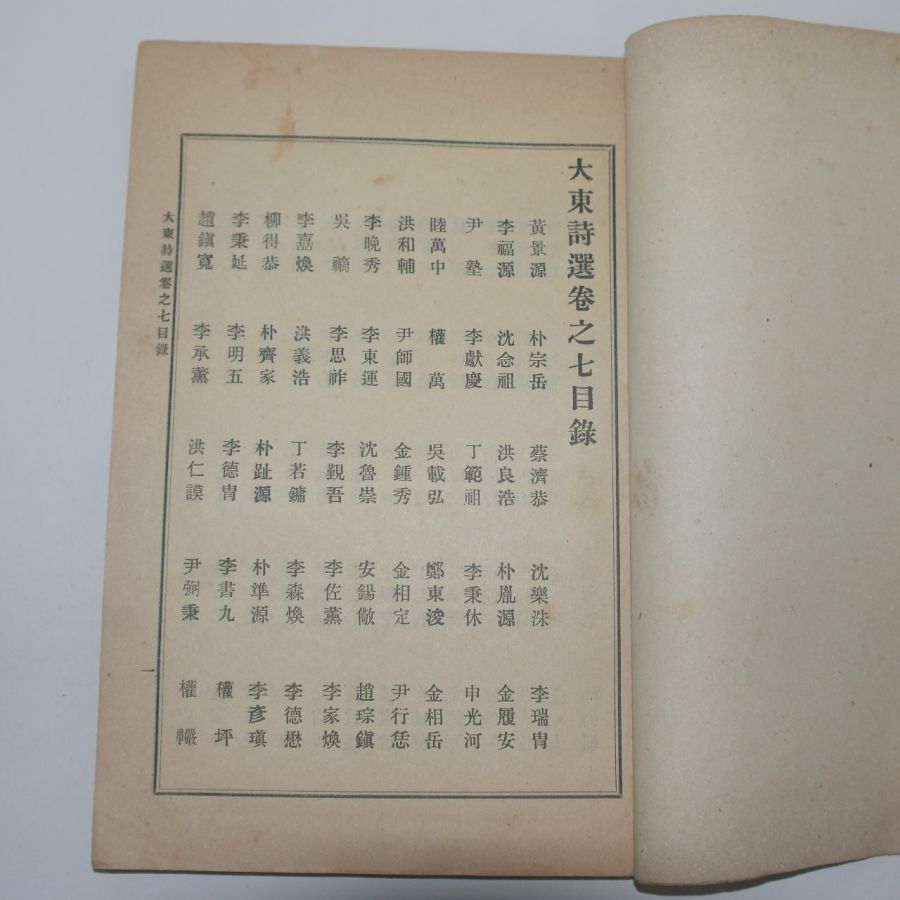 大東詩選卷之七目錄
黃景源 朴宗岳 蔡濟恭 沈樂洙 李瑞胄
李福源 沈念祖 洪良浩 朴胤源 金履安
尹塾 李獻慶 丁範祖 李秉休 申光河
睦萬中 權萬 吳載弘 鄭東浚 金相岳
洪和輔 尹師國 金鍾秀 金相定 尹行恁
李晩秀 李東運 沈魯崇 安錫儆 趙琮鎭
吳䃤 李思祚 李覲吾 李佐薰 李家煥
李嘉煥 洪義浩 丁若鏞 李森煥 李德懋
柳得恭 朴齊家 朴趾源 朴準源 李彥瑱
李秉延 李明五 李德胄 李書九 權坪
趙鎭寬 李承薰 洪仁謨 尹弼秉 權䙺
大東詩選卷之七目錄
一